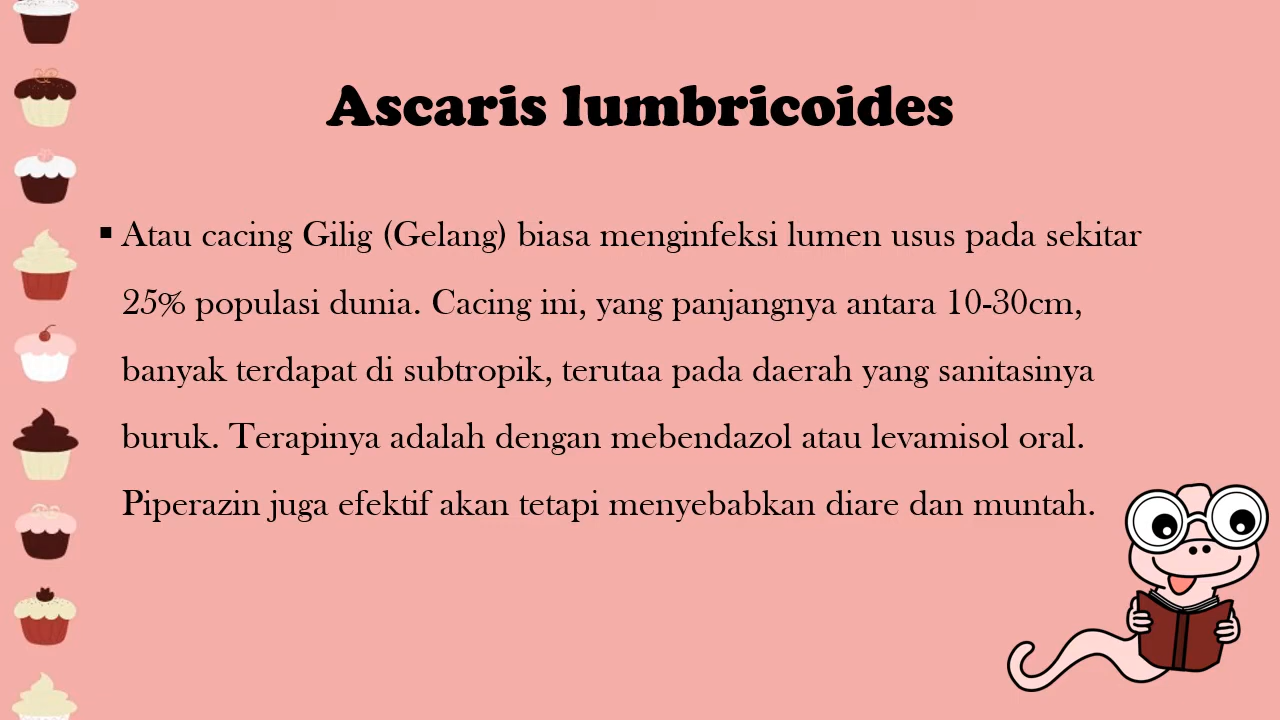 Ascaris lumbricoides
▪ Atau cacing Gilig (Gelang) biasa menginfeksi lumen usus pada sekitar
25% populasi dunia. Cacing ini, yang panjangnya antara 10-30cm,
banyak terdapat di subtropik, terutaa pada daerah yang sanitasinya
buruk. Terapinya adalah dengan mebendazol atau levamisol oral.
Piperazin juga efektif akan tetapi menyebabkan diare dan muntah.